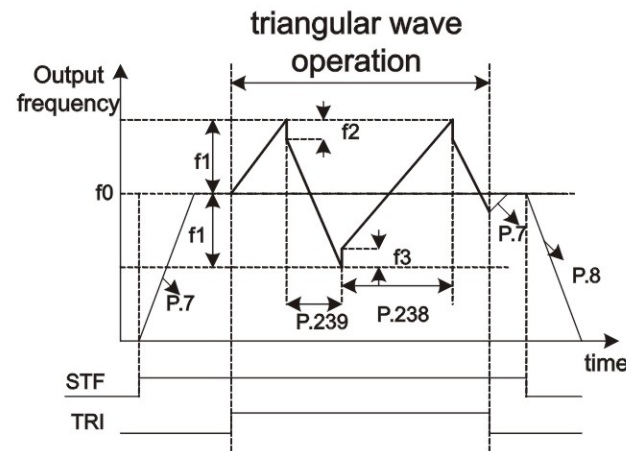 triangular wave
operation
Output
frequency
f2
f1
f0
f1
f3
P.7
P.7
P.8
P.239
P.238
time
STF
TRI